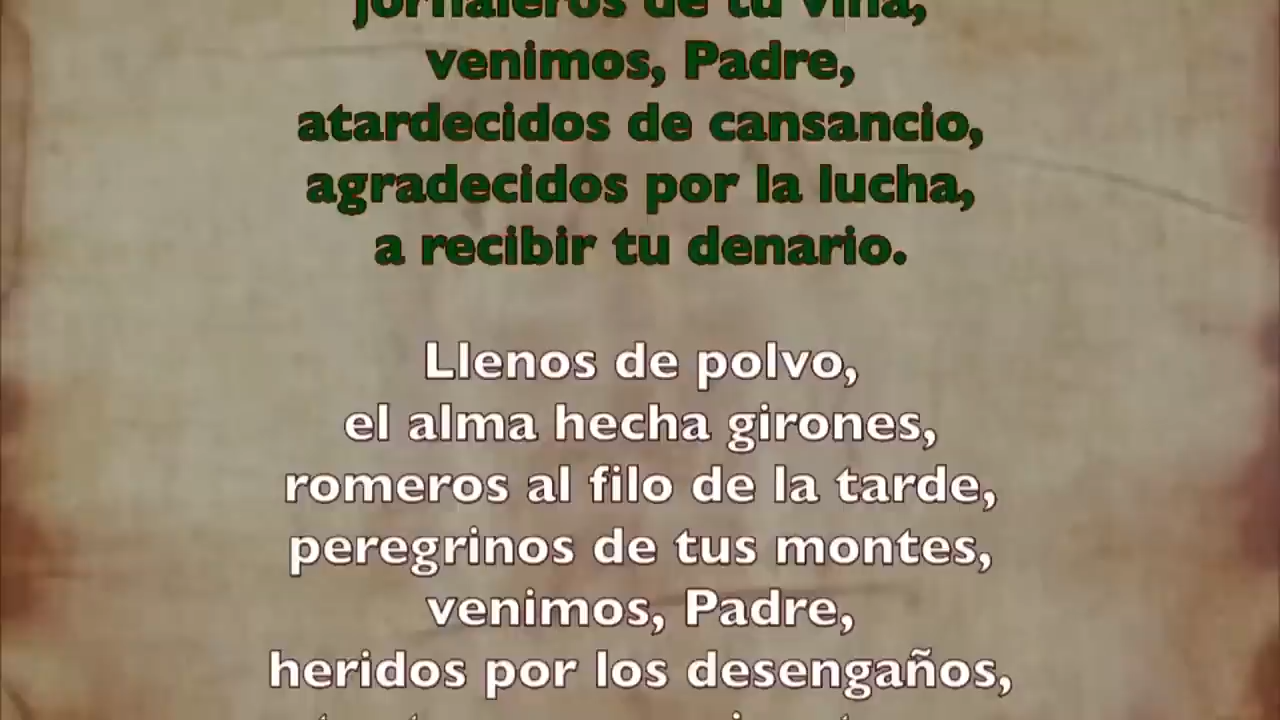 jornaleros de tu viña,
venimos, Padre,
atardecidos de cansancio,
agradecidos por la lucha,
a recibir tu denario.
Llenos de polvo,
el alma hecha girones,
romeros al filo de la tarde,
peregrinos de tus montes,
venimos, Padre,
heridos por los desengaños,